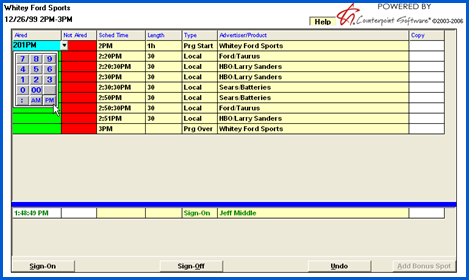 Whitey Ford Sports
12/26/99 2PM-3PM
POWERED BY
Help
Counterpoint Software ©2003-2006
Aired Not Aired Sched Time Length Type Advertiser/Product Copy
201PM 2PM 1h Prg Start Whitey Ford Sports
7 8 9 2:20PM 30 Local Ford/Taurus
4 5 6 2:20:30PM 30 Local HBO/Larry Sanders
1 2 3 2:30PM 30 Local HBO/Larry Sanders
0 00 2:30:30PM 30 Local Sears/Batteries
: AM PM 2:50PM 30 Local Sears/Batteries
2:50:30PM 30 Local Ford/Taurus
2:51PM 30 Local HBO/Larry Sanders
3PM Prg Over Whitey Ford Sports
1:48:49 PM Sign-On Jeff Middle
Sign-On Sign-Off Undo Add Bonus Spot